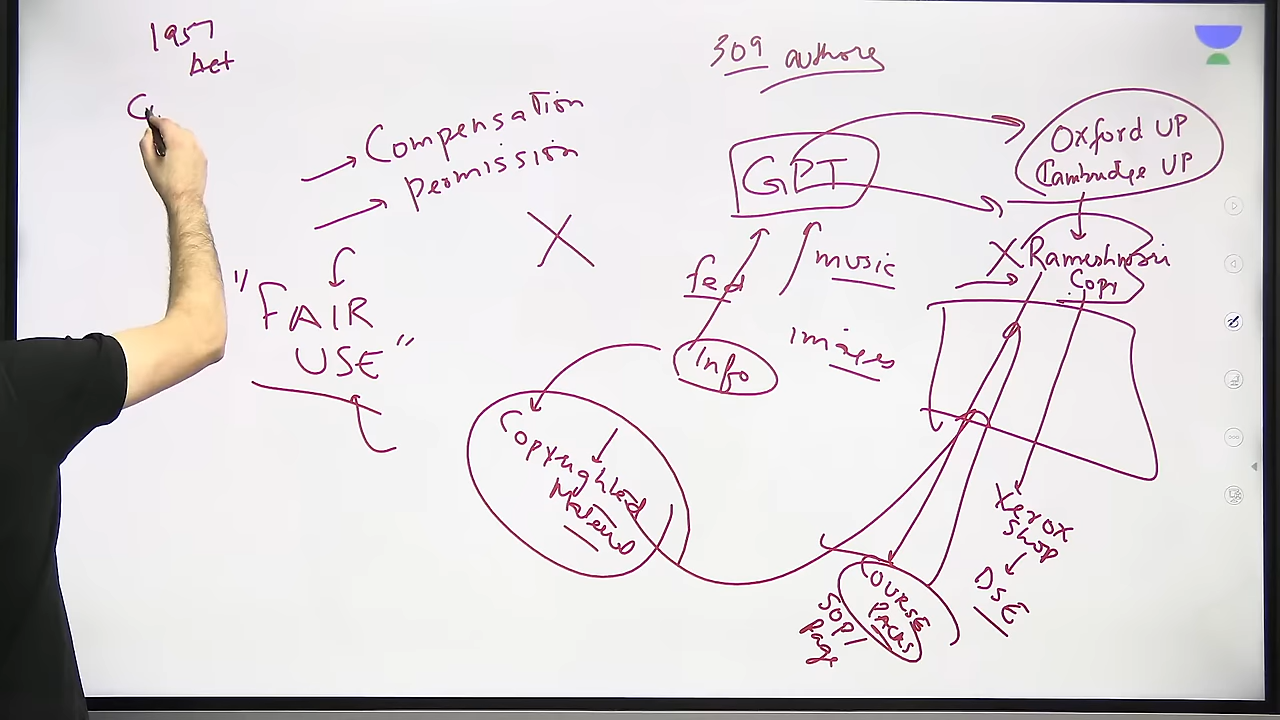 1957
Act
C
Compensation
permission
"FAIR
USE"
309 authors
GPT
fed
music
Info
images
Copyrighted
Material
Oxford UP
Cambridge UP
X Rameshwari
Copy
Xerox
Shop
DSE
COURSE
PACKS
50P/
page